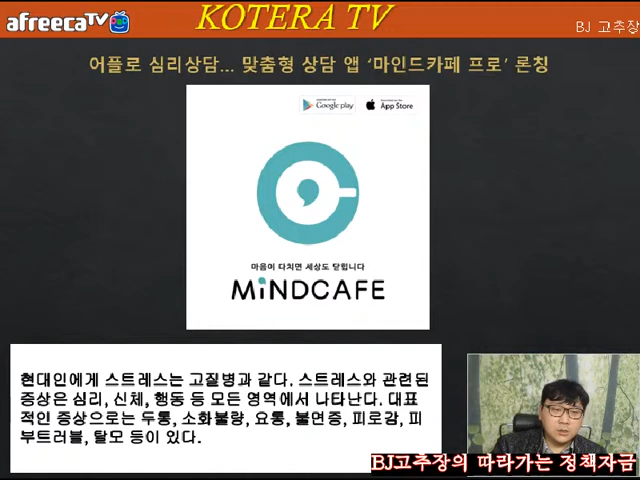 afreecaTV
KOTERA TV
BJ 고추장
어플로 심리상담... 맞춤형 상담 앱 ‘마인드카페 프로’ 론칭
Google play
App Store
마음이 다치면 세상도 닫힙니다
MiNDCAFE
현대인에게 스트레스는 고질병과 같다. 스트레스와 관련된
증상은 심리, 신체, 행동 등 모든 영역에서 나타난다. 대표
적인 증상으로는 두통, 소화불량, 요통, 불면증, 피로감, 피
부트러블, 탈모 등이 있다.
BJ고추장의 따라가는 정책자금